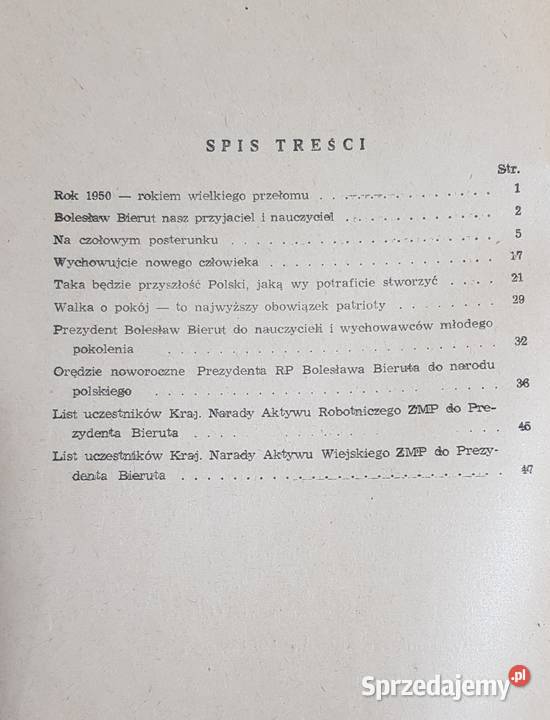 SPIS TREŚCI
Str.
Rok 1950 — rokiem wielkiego przełomu . . . . . . . . . . . . 1
Bolesław Bierut nasz przyjaciel i nauczyciel . . . . . . . . . . 2
Na czołowym posterunku . . . . . . . . . . . . . . . . . 5
Wychowujcie nowego człowieka . . . . . . . . . . . . . . . 17
Taka będzie przyszłość Polski, jaką wy potraficie stworzyć . . . . 21
Walka o pokój — to najwyższy obowiązek patrioty . . . . . . . 29
Prezydent Bolesław Bierut do nauczycieli i wychowawców młodego
pokolenia . . . . . . . . . . . . . . . . . . . . 32
Orędzie noworoczne Prezydenta RP Bolesława Bieruta do narodu
polskiego . . . . . . . . . . . . . . . . . . . . 36
List uczestników Kraj. Narady Aktywu Robotniczego ZMP do Pre-
zydenta Bieruta . . . . . . . . . . 45
List uczestników Kraj. Narady Aktywu Wiejskiego ZMP do Prezy-
denta Bieruta . . . . . . . . . . . . . . . . . . . 47
Sprzedajemy.pl